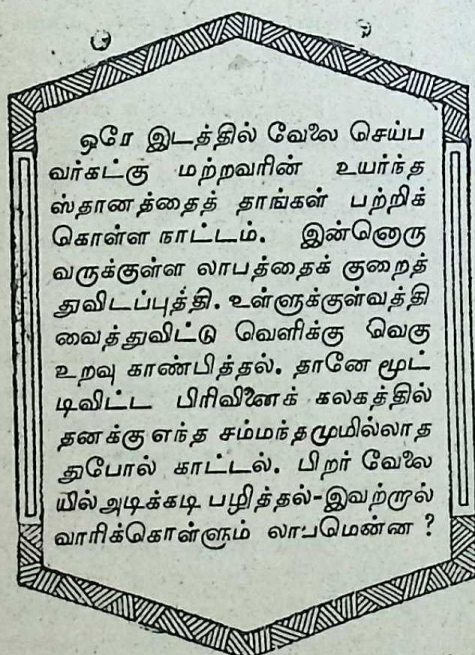 ஒரே இடத்தில் வேலை செய்ப
வர்கட்கு மற்றவரின் உயர்ந்த
ஸ்தானத்தைத் தாங்கள் பற்றிக்
கொள்ள நாட்டம். இன்னொரு
வருக்குள்ள லாபத்தைக் குறைத்
துவிடப்புத்தி. உள்ளுக்குள்வத்தி
வைத்துவிட்டு வெளிக்கு வெகு
உறவு காண்பித்தல். தானே மூட்
டிவிட்ட பிரிவினைக் கலகத்தில்
தனக்கு எந்த சம்மந்தமுமில்லாத
துபோல் காட்டல். பிறர் வேலை
யில்அடிக்கடி பழித்தல்-இவற்றால்
வாரிக்கொள்ளும் லாபமென்ன ?